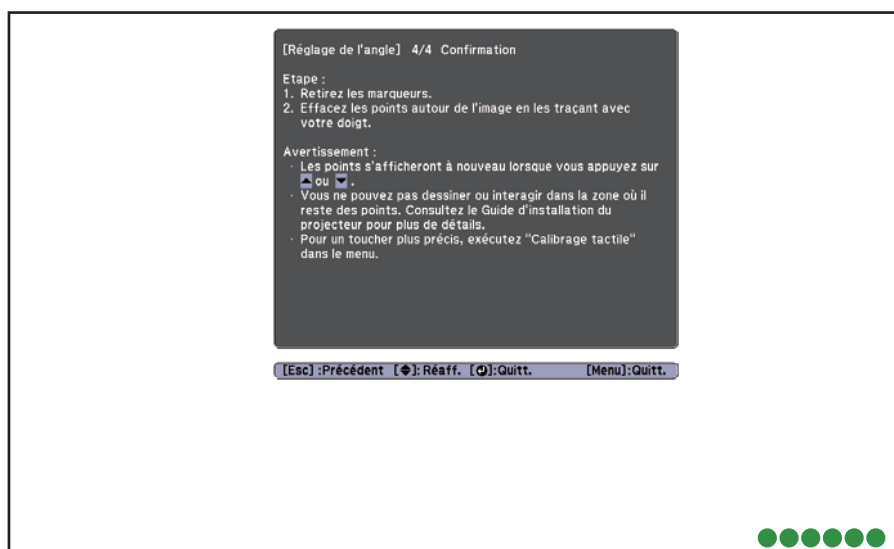 [Réglage de l'angle] 4/4 Confirmation
Etape :
1. Retirez les marqueurs.
2. Effacez les points autour de l'image en les traçant avec
votre doigt.
Avertissement :
· Les points s'afficheront à nouveau lorsque vous appuyez sur
▲ ou ▼.
· Vous ne pouvez pas dessiner ou interagir dans la zone où il
reste des points. Consultez le Guide d'installation du
projecteur pour plus de détails.
· Pour un toucher plus précis, exécutez "Calibrage tactile"
dans le menu.
[Esc] :Précédent [◆]: Réaff. [⏎]:Quitt. [Menu]:Quitt.